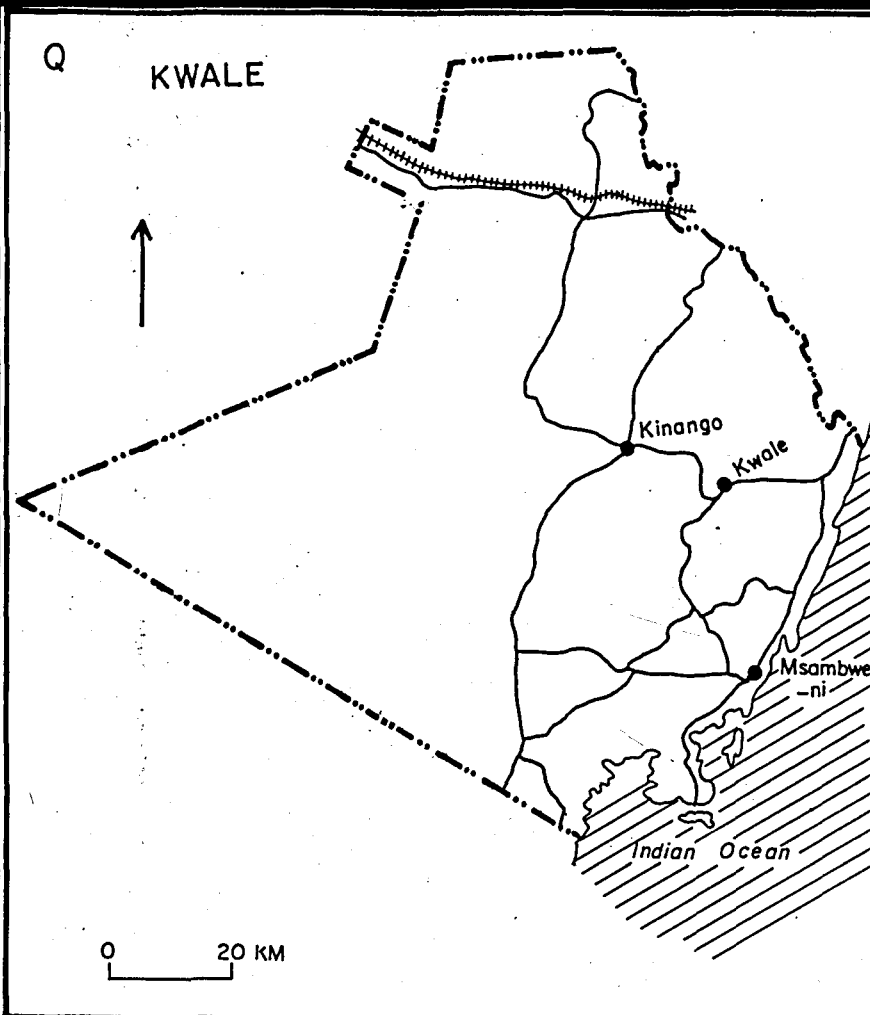 Q
KWALE
Kinango
Kwale
Msambwe
-ni
Indian Ocean
0 20 KM